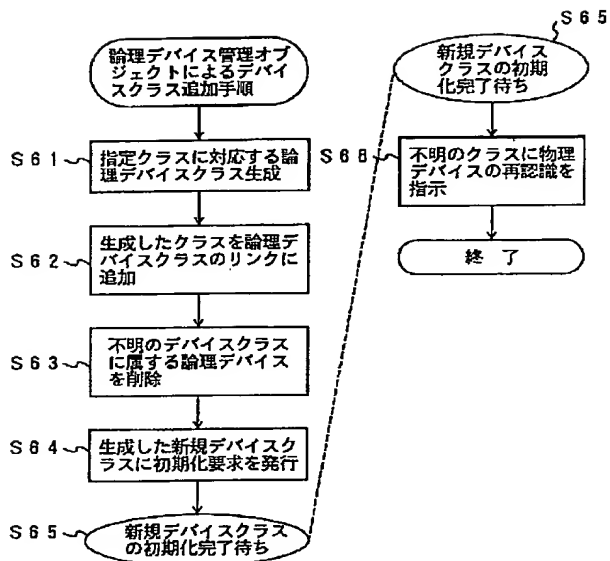 論理デバイス管理オブ
ジェクトによるデバイ
スクラス追加手順
S61
指定クラスに対応する論
理デバイスクラス生成
S62
生成したクラスを論理デ
バイスクラスのリンクに
追加
S63
不明のデバイスクラス
に属する論理デバイス
を削除
S64
生成した新規デバイスク
ラスに初期化要求を発行
S65
新規デバイスクラス
の初期化完了待ち
S65
新規デバイス
クラスの初期
化完了待ち
S68
不明のクラスに物理
デバイスの再認識を
指示
終了